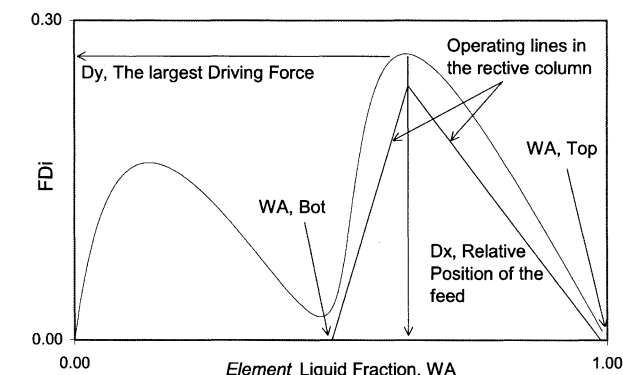 0.30
Operating lines in
the rective column
Dy, The largest Driving Force
WA, Top
FDi
WA, Bot
Dx, Relative
Position of the
feed
0.00
0.00
1.00
Element Liquid Fraction, WA